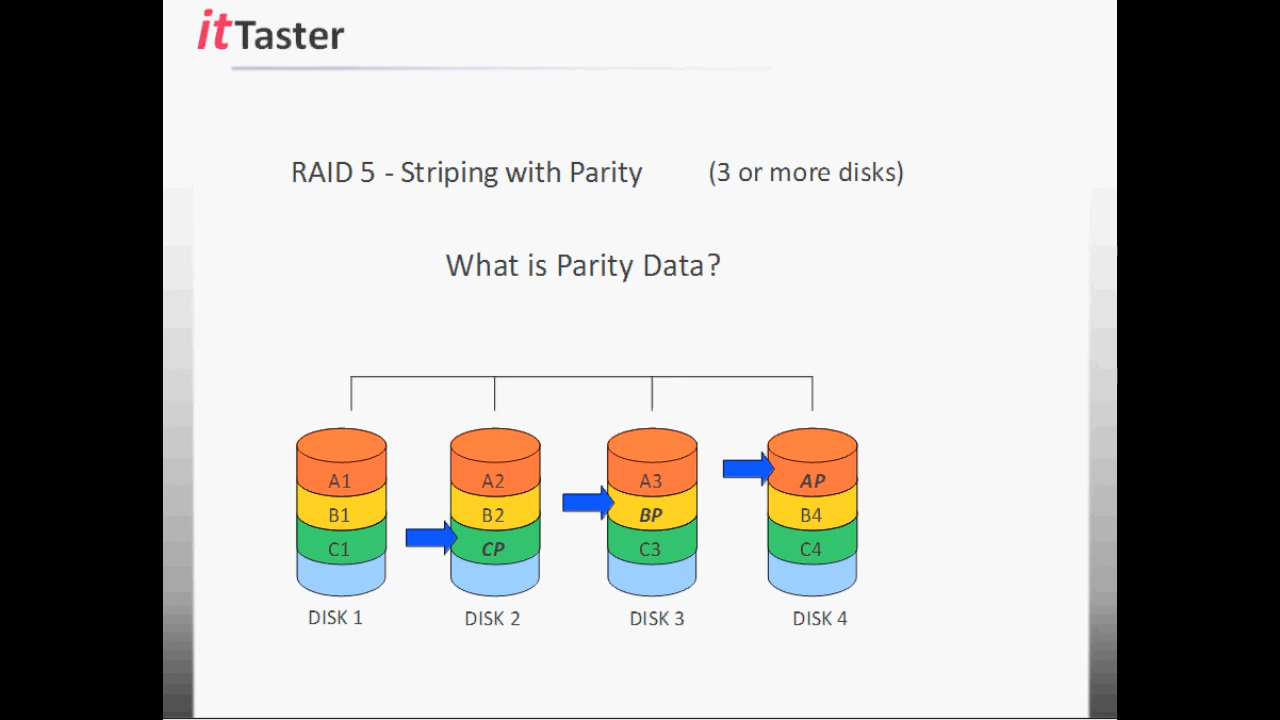 itTaster
RAID 5 - Striping with Parity (3 or more disks)
What is Parity Data?
A1 A2 A3 AP
B1 B2 BP B4
C1 CP C3 C4
DISK 1 DISK 2 DISK 3 DISK 4